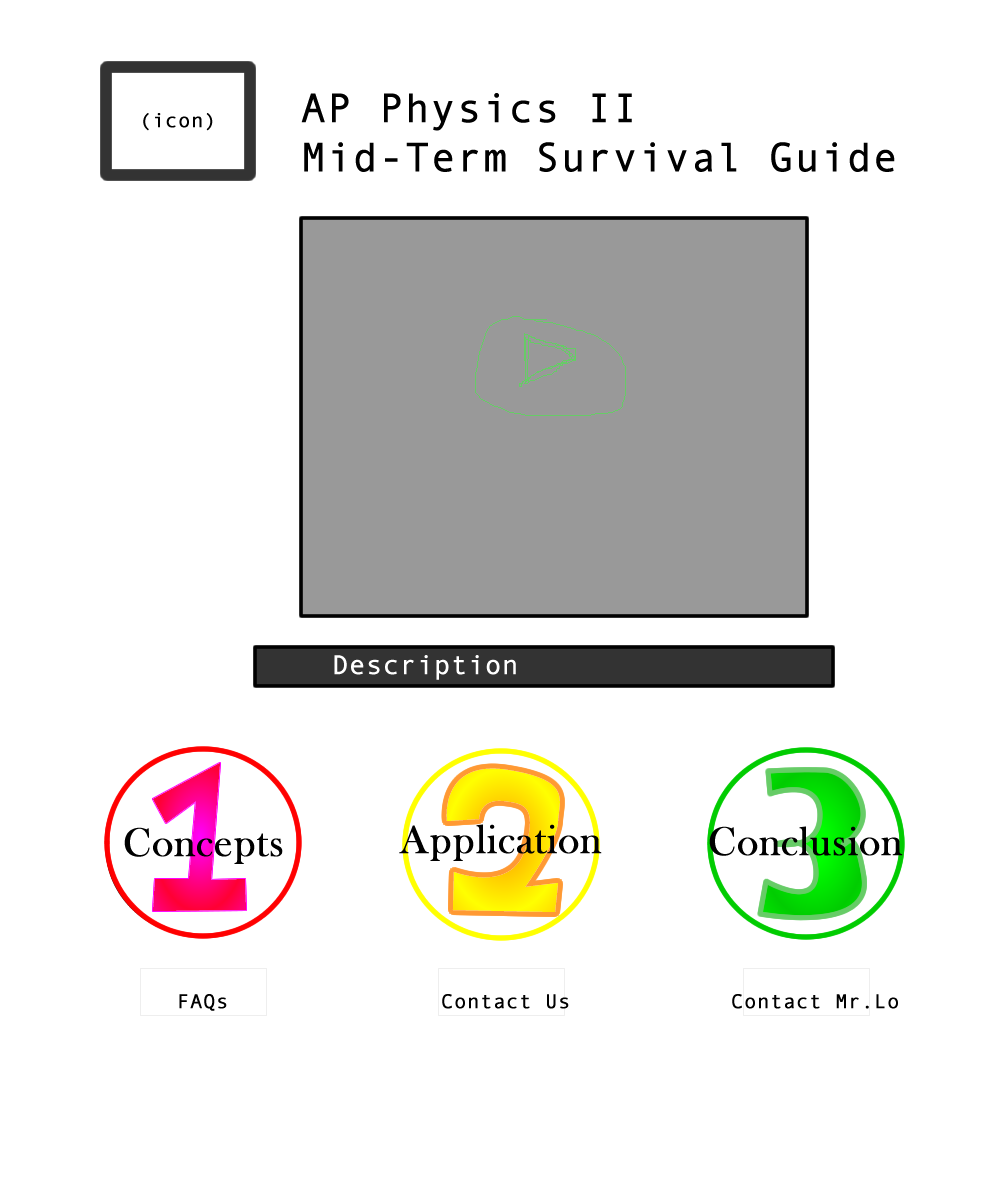 (icon)
AP Physics II
Mid-Term Survival Guide
Description
1
Concepts
2
Application
3
Conclusion
FAQs
Contact Us
Contact Mr.Lo